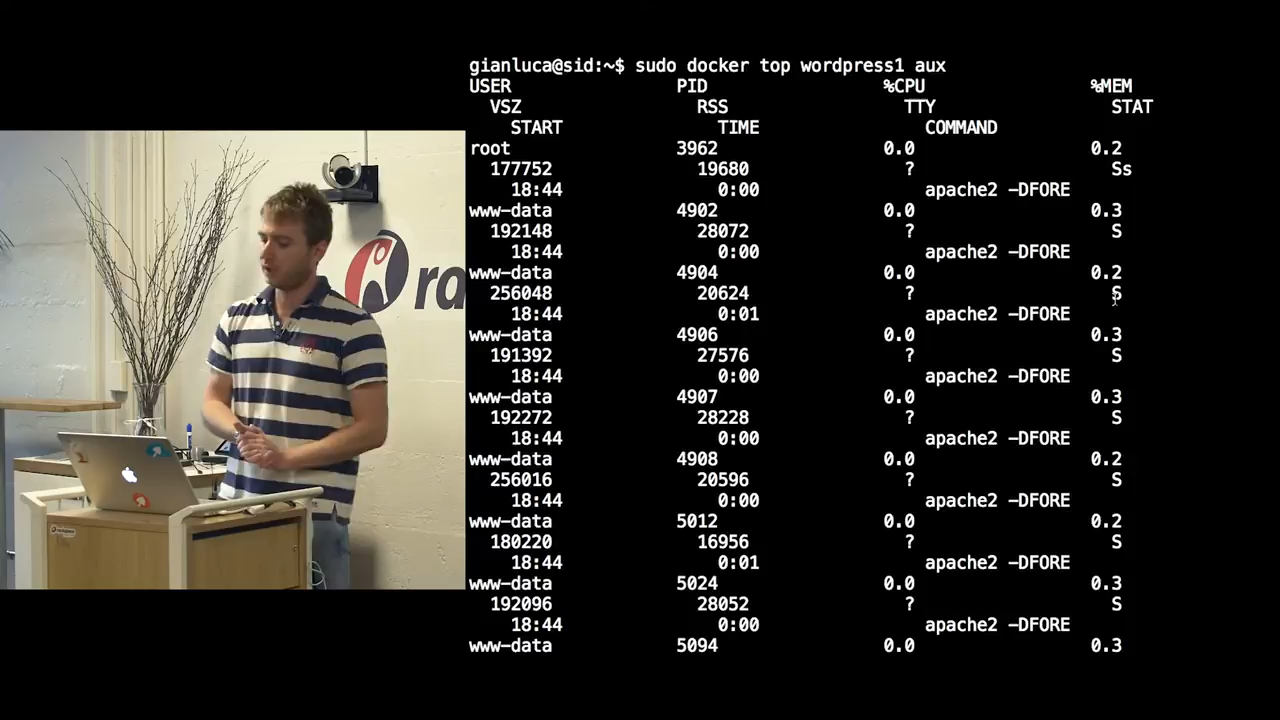 gianluca@sid:~$ sudo docker top wordpress1 aux
USER PID %CPU %MEM
VSZ RSS TTY STAT
START TIME COMMAND
root 3962 0.0 0.2
177752 19680 ? Ss
18:44 0:00 apache2 -DFORE
www-data 4902 0.0 0.3
192148 28072 ? S
18:44 0:00 apache2 -DFORE
www-data 4904 0.0 0.2
256048 20624 ? S
18:44 0:01 apache2 -DFORE
www-data 4906 0.0 0.3
191392 27576 ? S
18:44 0:00 apache2 -DFORE
www-data 4907 0.0 0.3
192272 28228 ? S
18:44 0:00 apache2 -DFORE
www-data 4908 0.0 0.2
256016 20596 ? S
18:44 0:00 apache2 -DFORE
www-data 5012 0.0 0.2
180220 16956 ? S
18:44 0:01 apache2 -DFORE
www-data 5024 0.0 0.3
192096 28052 ? S
18:44 0:00 apache2 -DFORE
www-data 5094 0.0 0.3
ra